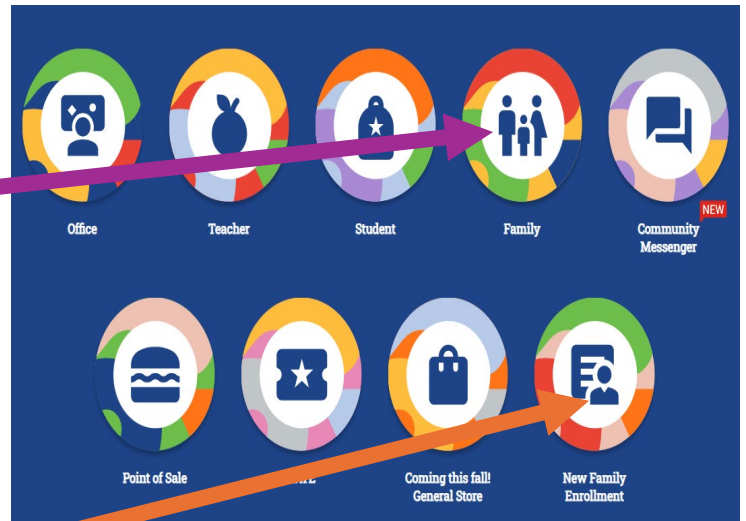 Office
Teacher
Student
Family
NEW
Community
Messenger
Point of Sale
Coming this fall!
General Store
New Family
Enrollment